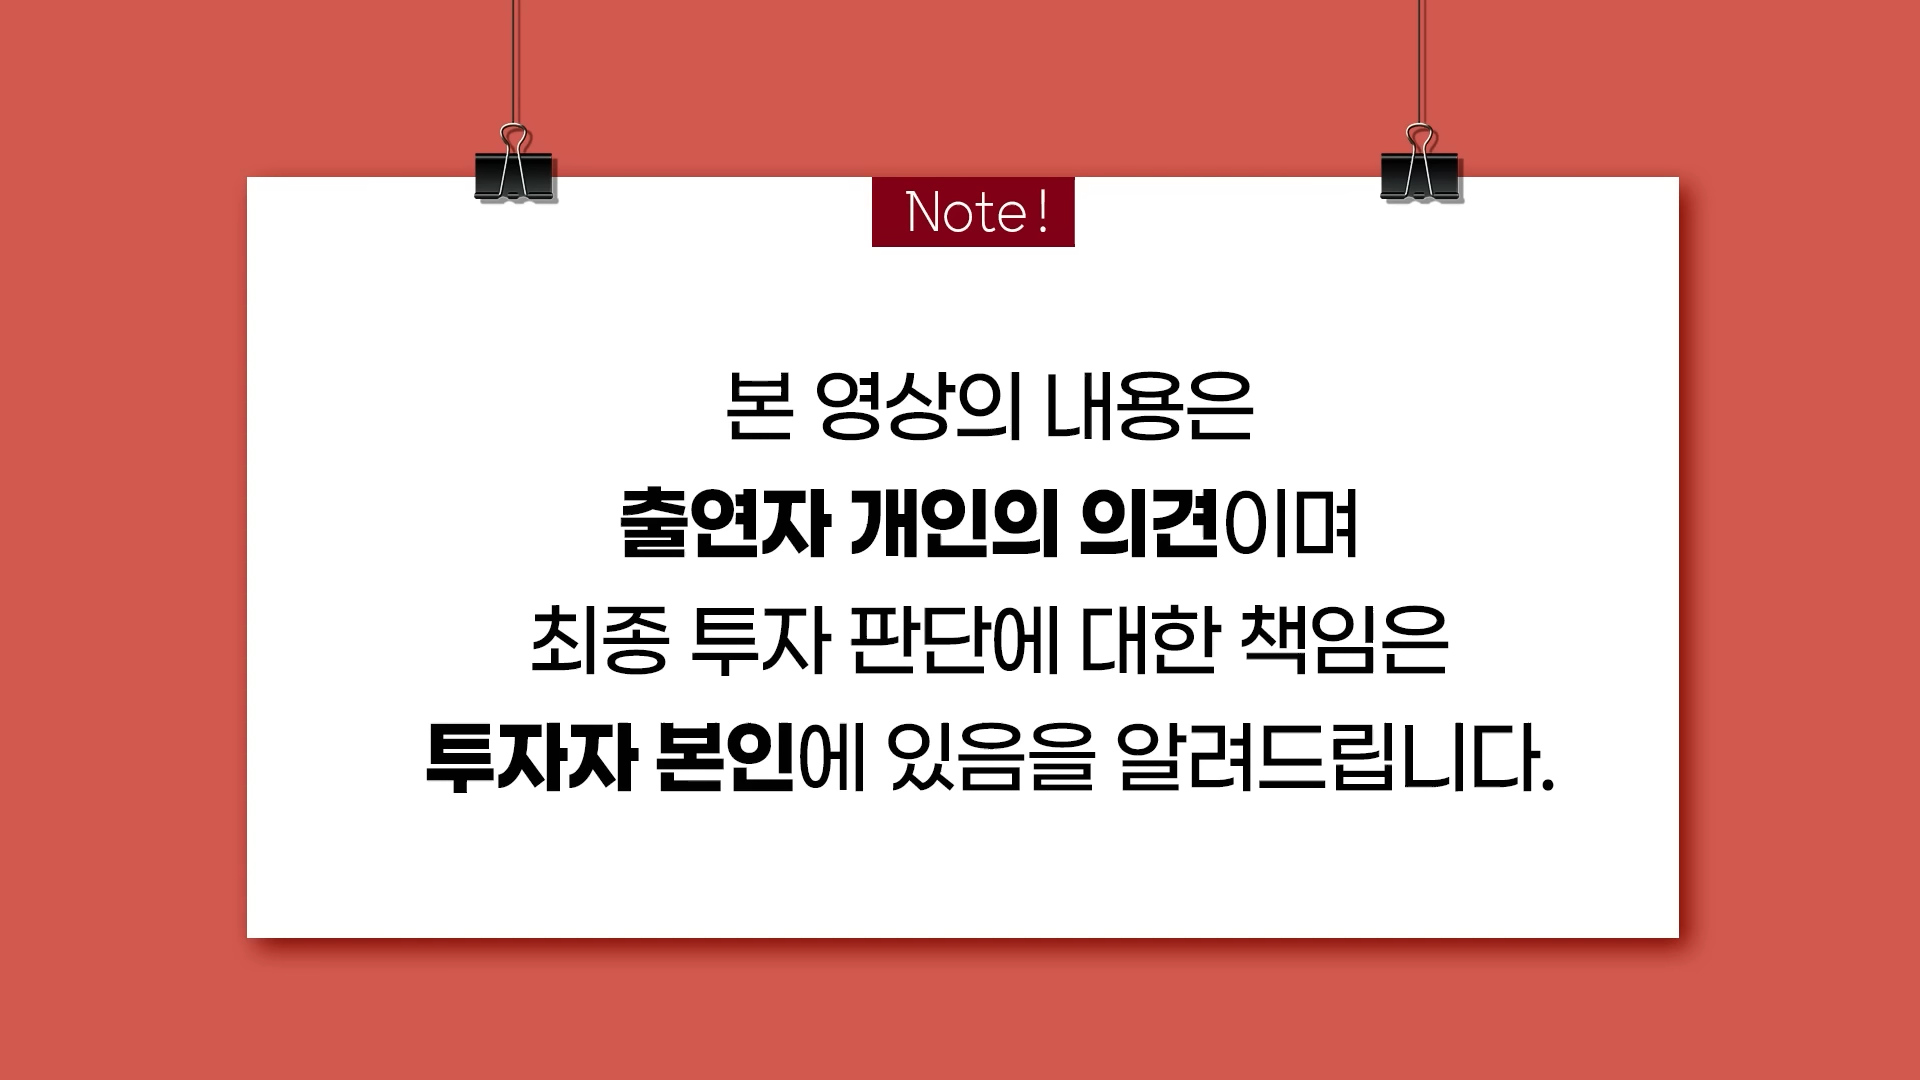 Note!
본 영상의 내용은
출연자 개인의 의견이며
최종 투자 판단에 대한 책임은
투자자 본인에 있음을 알려드립니다.